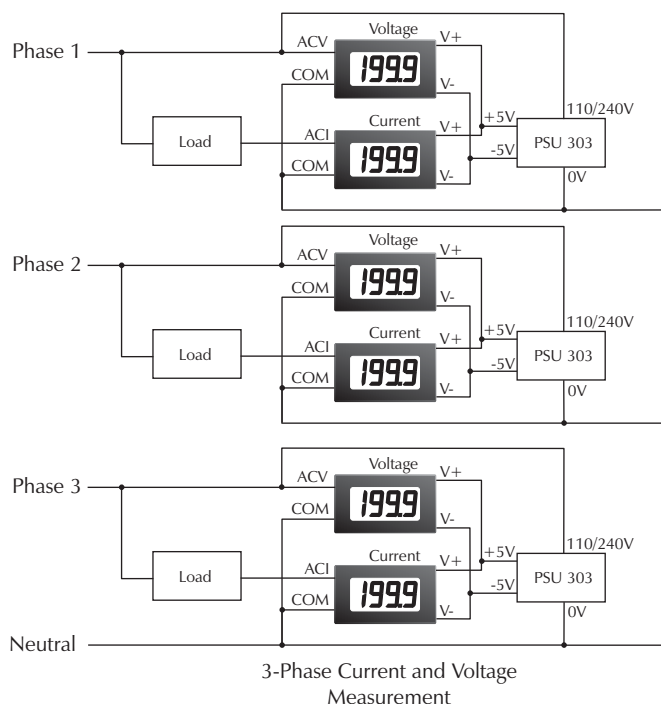 Phase 1
ACV
Voltage
199.9
V+
COM
V-
110/240V
Load
ACI
Current
199.9
V+
+5V
PSU 303
COM
V-
-5V
0V
Phase 2
ACV
Voltage
199.9
V+
COM
V-
110/240V
Load
ACI
Current
199.9
V+
+5V
PSU 303
COM
V-
-5V
0V
Phase 3
ACV
Voltage
199.9
V+
COM
V-
110/240V
Load
ACI
Current
199.9
V+
+5V
PSU 303
COM
V-
-5V
0V
Neutral
3-Phase Current and Voltage
Measurement